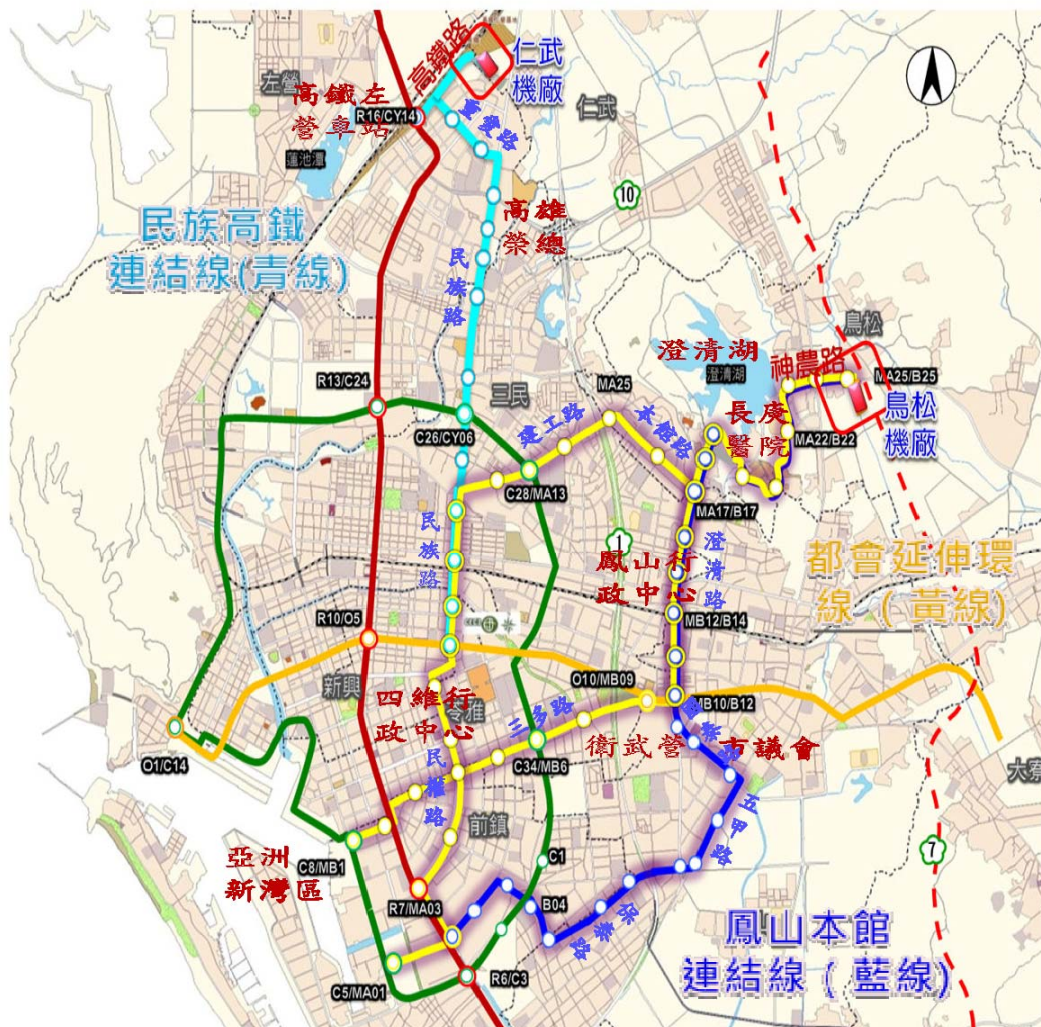 仁武
機廠
高鐵路
左營
高鐵左
營車站
R16/CY14
蓮池潭
重愛路
仁武
10
高雄
榮總
民族高鐵
連結線(青線)
民族路
澄清湖
澄清湖
鳥松
神農路
MA25/B25
鳥松
機廠
R13/C24
三民
MA25
C26/CY06
建工路
本館路
長庚
醫院
MA22/B22
C28/MA13
MA17/B17
民族路
1
澄清路
鳳山行
政中心
都會延伸環
線（黃線)
MB12/B14
R10/O5
新興
O10/MB09
MB10/B12
四維行
政中心
苓雅
三多路
衛武營
市議會
O1/C14
C34/MB6
民權路
五甲路
大寮
前鎮
C8/MB1
亞洲
新灣區
C1
7
R7/MA03
B04
保泰路
鳳山本館
連結線（藍線)
C5/MA01
R6/C3